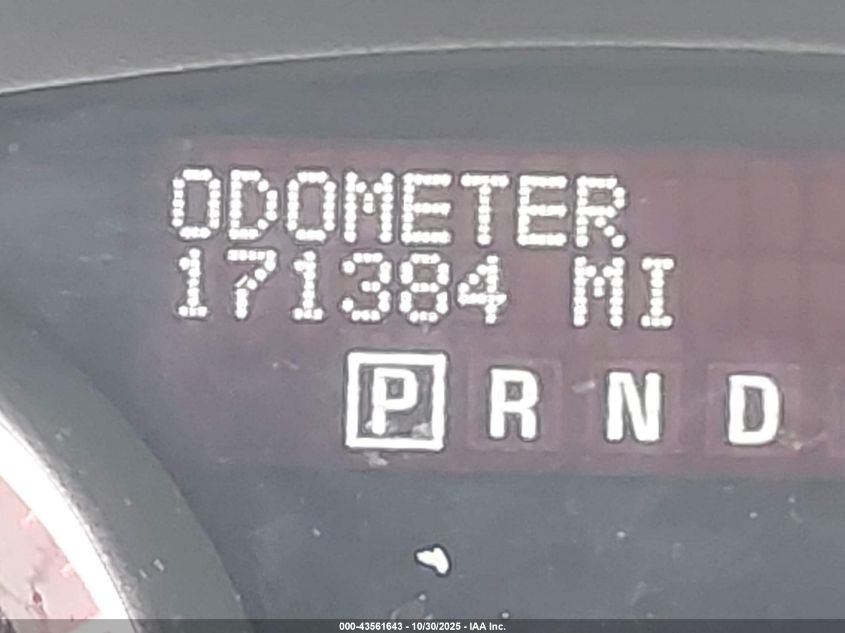 ODOMETER
171384 MI
P R N D
000-43561643 - 10/30/2025 - IAA Inc.